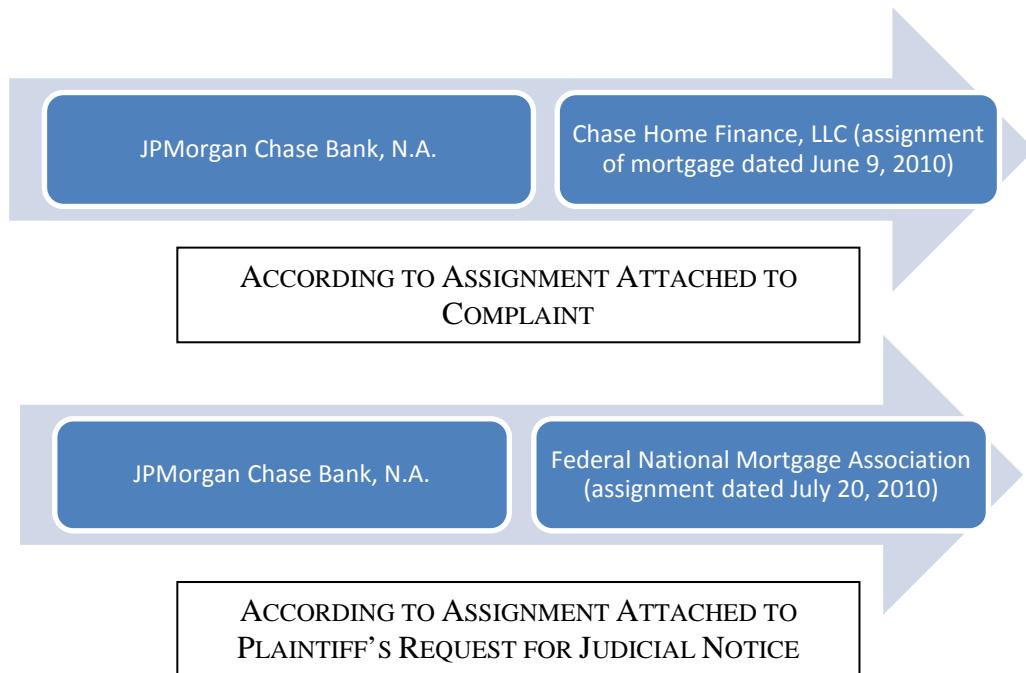 JPMorgan Chase Bank, N.A.
Chase Home Finance, LLC (assignment
of mortgage dated June 9, 2010)
ACCORDING TO ASSIGNMENT ATTACHED TO
COMPLAINT
JPMorgan Chase Bank, N.A.
Federal National Mortgage Association
(assignment dated July 20, 2010)
ACCORDING TO ASSIGNMENT ATTACHED TO
PLAINTIFF'S REQUEST FOR JUDICIAL NOTICE